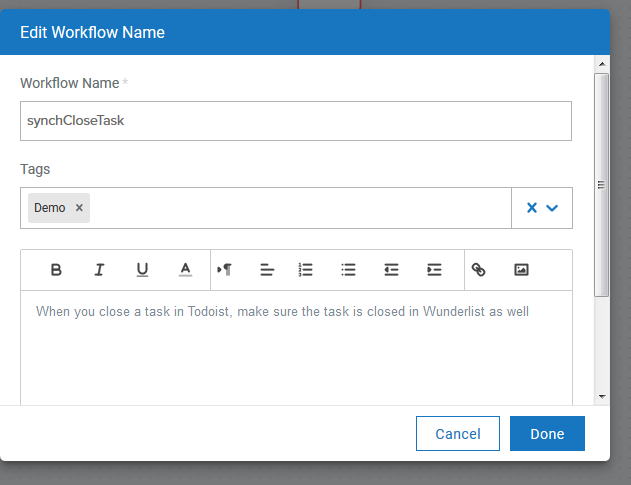 Edit Workflow Name
Workflow Name *
synchCloseTask
Tags
Demo ×
B I U A
When you close a task in Todoist, make sure the task is closed in Wunderlist as well
Cancel Done